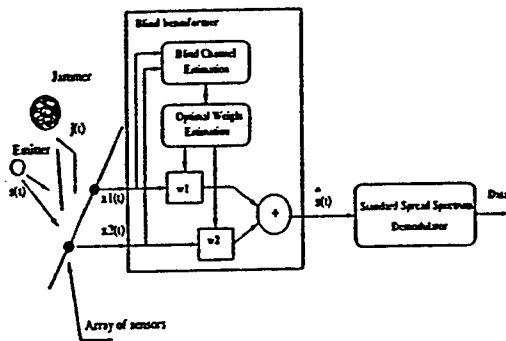 Blind beamformer
Blind Channel
Estimation
Jammer
j(t)
Optimal Weight
Estimation
Emitter
s(t)
x1(t)
w1
x2(t)
w2
+
^
s(t)
Standard Spread Spectrum
Demodulator
Data
Array of sensors